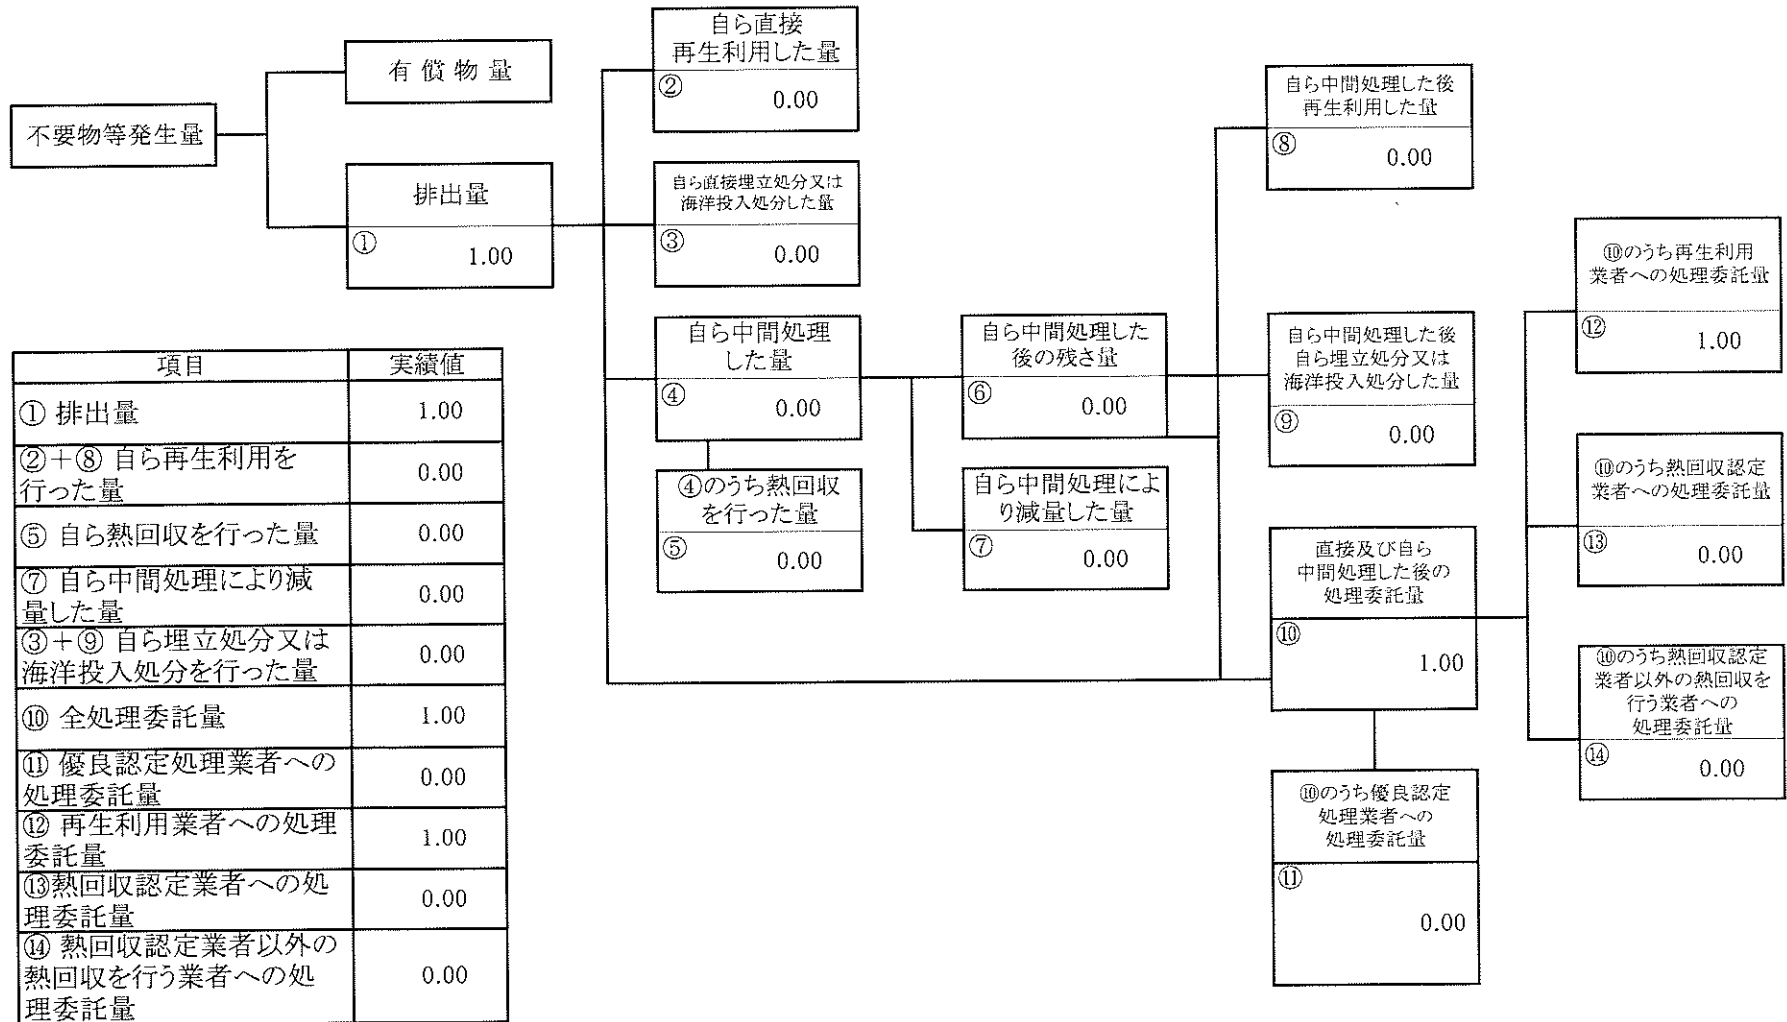 不要物等発生量
有償物量
排出量
①
1.00
自ら直接
再生利用した量
②
0.00
自ら直接埋立処分又は
海洋投入処分した量
③
0.00
自ら中間処理
した量
④
0.00
④のうち熱回収
を行った量
⑤
0.00
自ら中間処理した
後の残さ量
⑥
0.00
自ら中間処理によ
り減量した量
⑦
0.00
自ら中間処理した後
再生利用した量
⑧
0.00
自ら中間処理した後
自ら埋立処分又は
海洋投入処分した量
⑨
0.00
直接及び自ら
中間処理した後の
処理委託量
⑩
1.00
⑩のうち優良認定
処理業者への
処理委託量
⑪
0.00
⑩のうち再生利用
業者への処理委託量
⑫
1.00
⑩のうち熱回収認定
業者への処理委託量
⑬
0.00
⑩のうち熱回収認定
業者以外の熱回収を
行う業者への
処理委託量
⑭
0.00
項目 実績値
① 排出量 1.00
②+⑧ 自ら再生利用を
行った量 0.00
⑤ 自ら熱回収を行った量 0.00
⑦ 自ら中間処理により減
量した量 0.00
③+⑨ 自ら埋立処分又は
海洋投入処分を行った量 0.00
⑩ 全処理委託量 1.00
⑪ 優良認定処理業者への
処理委託量 0.00
⑫ 再生利用業者への処理
委託量 1.00
⑬熱回収認定業者への処
理委託量 0.00
⑭ 熱回収認定業者以外の
熱回収を行う業者への処
理委託量 0.00